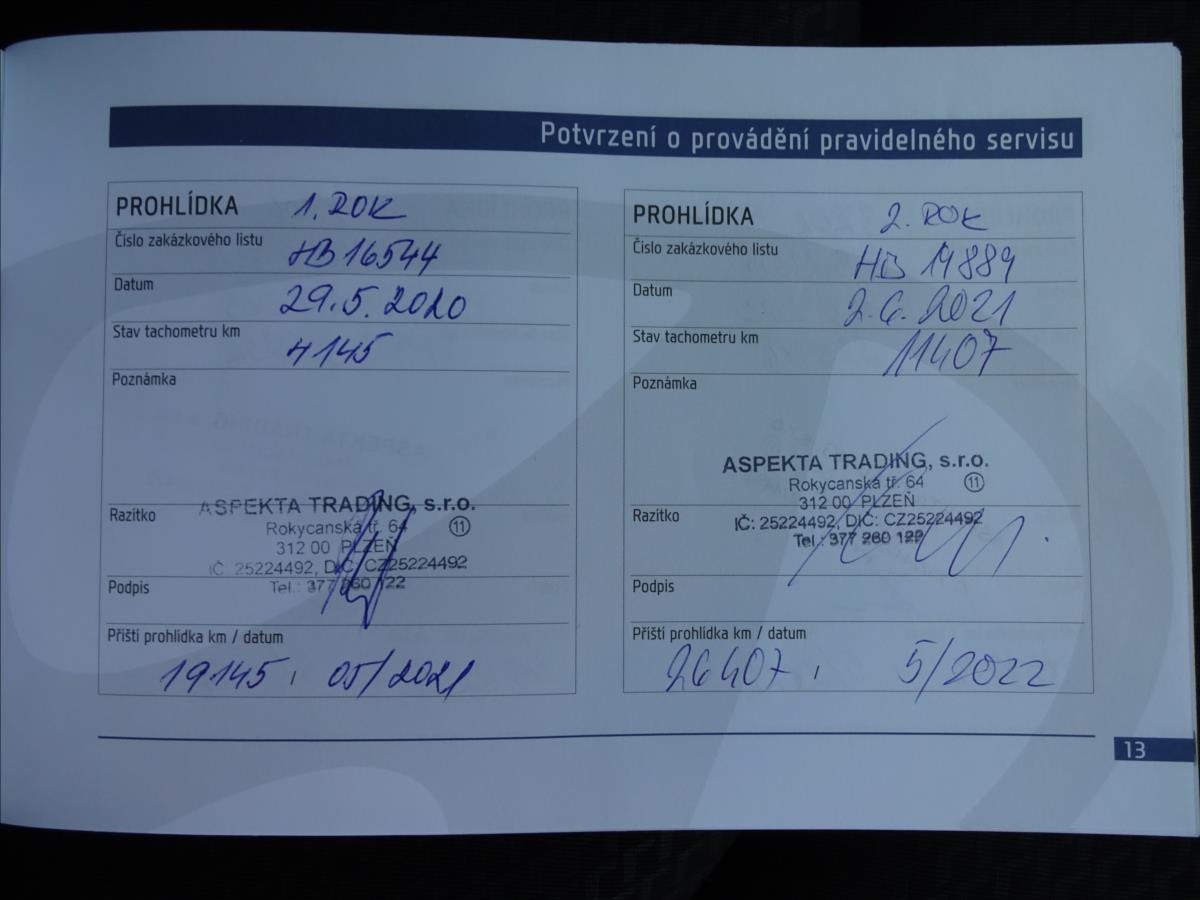 Potvrzení o provádění pravidelného servisu
PROHLÍDKA 1. ROK
Číslo zakázkového listu HB16544
Datum 29.5.2020
Stav tachometru km 4145
Poznámka
Razítko
ASPEKTA TRADING, s.r.o.
Rokycanská tř. 64 11
312 00 PLZEŇ
IČ: 25224492, DIČ: CZ25224492
Tel.: 377 260 122
Podpis
Příští prohlídka km / datum
19145, 05/2021
PROHLÍDKA 2. ROK
Číslo zakázkového listu HB 19889
Datum 2.6.2021
Stav tachometru km 11407
Poznámka
ASPEKTA TRADING, s.r.o.
Rokycanská tř. 64 11
312 00 PLZEŇ
Razítko
IČ: 25224492, DIČ: CZ25224492
Tel.: 377 260 122
Podpis
Příští prohlídka km / datum
26407, 5/2022
13